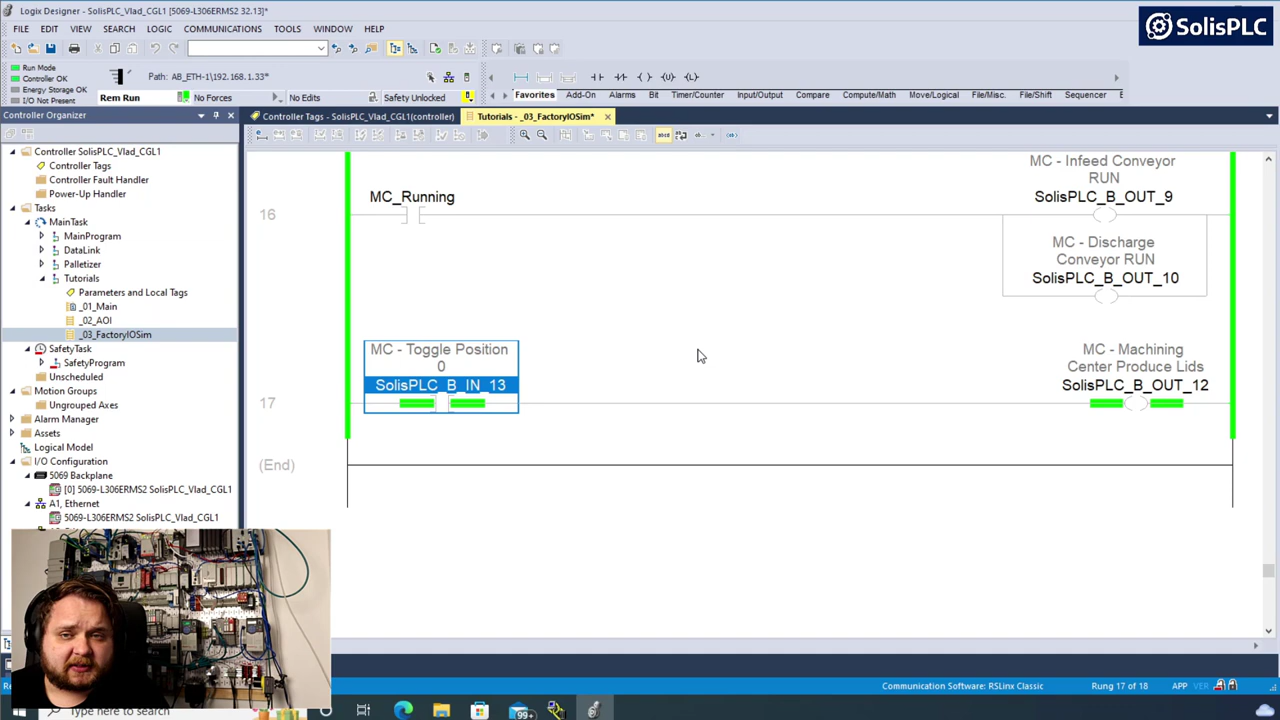 Logix Designer - SolisPLC_Vlad_CGL1 [5069-L306ERMS2 32.13]*
SolisPLC
FILE EDIT VIEW SEARCH LOGIC COMMUNICATIONS TOOLS WINDOW HELP
Run Mode
Controller OK
Energy Storage OK
I/O Not Present
Path: AB_ETH-1\192.168.1.33*
Rem Run
No Forces
No Edits
Safety Unlocked
Favorites Add-On Alarms Bit Timer/Counter Input/Output Compare Compute/Math Move/Logical File/Misc. File/Shift Sequencer
Controller Organizer
Controller Tags - SolisPLC_Vlad_CGL1(controller)
Tutorials - _03_FactoryIOSim*
Controller SolisPLC_Vlad_CGL1
Controller Tags
Controller Fault Handler
Power-Up Handler
Tasks
MainTask
MainProgram
DataLink
Palletizer
Tutorials
Parameters and Local Tags
_01_Main
_02_AOI
_03_FactoryIOSim
SafetyTask
SafetyProgram
Unscheduled
Motion Groups
Ungrouped Axes
Alarm Manager
Assets
Logical Model
I/O Configuration
5069 Backplane
[0] 5069-L306ERMS2 SolisPLC_Vlad_CGL1
A1, Ethernet
5069-L306ERMS2 SolisPLC_Vlad_CGL1
16
MC_Running
MC - Infeed Conveyor
RUN
SolisPLC_B_OUT_9
MC - Discharge
Conveyor RUN
SolisPLC_B_OUT_10
17
MC - Toggle Position
0
SolisPLC_B_IN_13
MC - Machining
Center Produce Lids
SolisPLC_B_OUT_12
(End)
Communication Software: RSLinx Classic
Rung 17 of 18
APP VER
Type here to search
99+